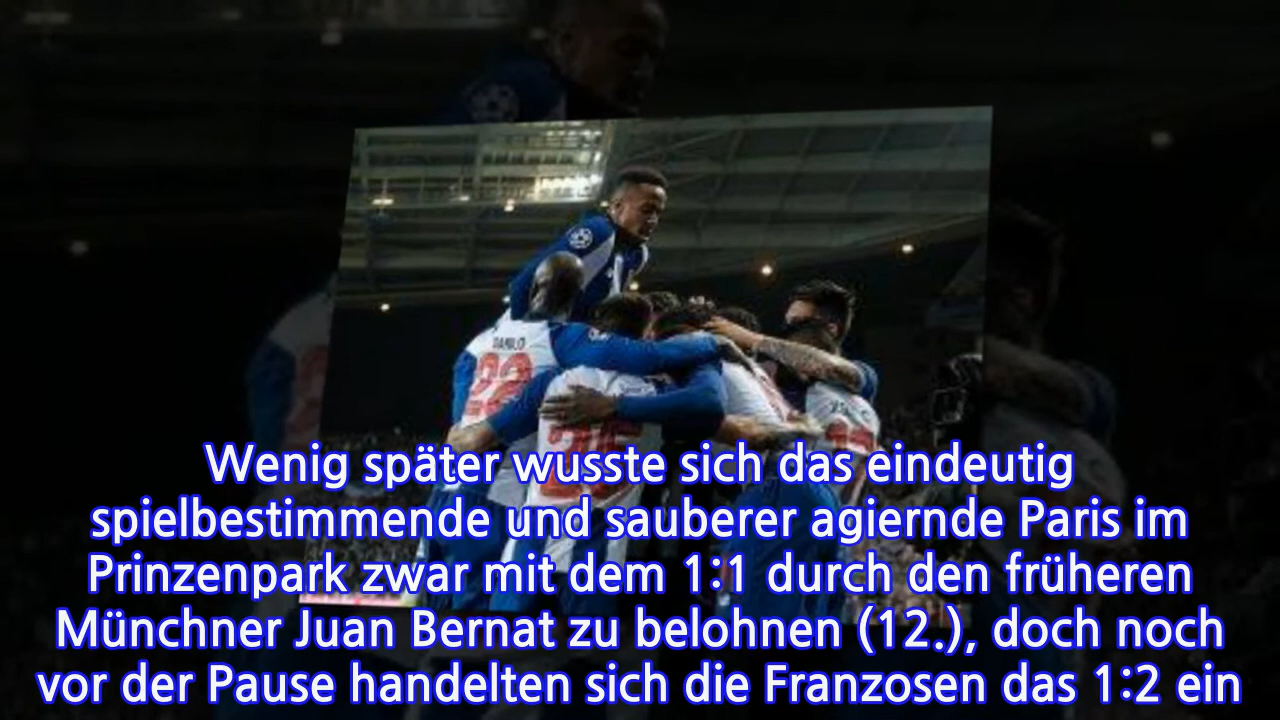 DANILO
22
Wenig später wusste sich das eindeutig
spielbestimmende und sauberer agiernde Paris im
Prinzenpark zwar mit dem 1:1 durch den früheren
Münchner Juan Bernat zu belohnen (12.), doch noch
vor der Pause handelten sich die Franzosen das 1:2 ein